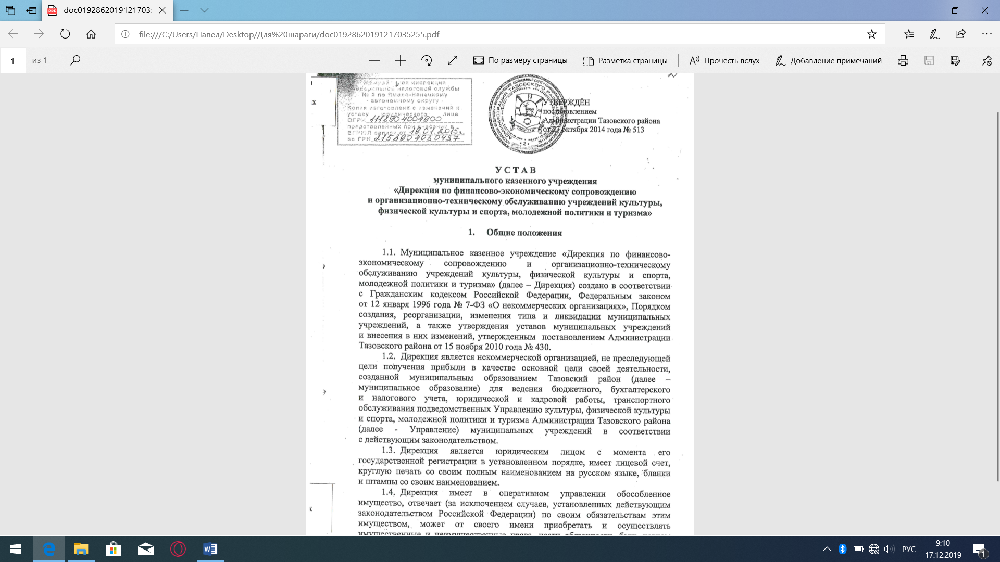 doc0192862019121703
file:///C:/Users/Павел/Desktop/Для%20шараги/doc01928620191217035255.pdf
1 из 1
По размеру страницы
Разметка страницы
Прочесть вслух
Добавление примечаний
инспекция
налоговой службы
№ 2 по Ямало-Ненецкому
автономному округу
Копия изготовлена с изменений к
уставу юридического лица
ОГРН 1118904004900
представленных при внесении в
ЕГРЮЛ записи от 19.01.2015г.
за ГРН 2158904030437
УТВЕРЖДЁН
постановлением
Администрации Тазовского района
от 27 октября 2014 года № 513
У С Т А В
муниципального казенного учреждения
«Дирекция по финансово-экономическому сопровождению
и организационно-техническому обслуживанию учреждений культуры,
физической культуры и спорта, молодежной политики и туризма»
1. Общие положения
1.1. Муниципальное казенное учреждение «Дирекция по финансово-
экономическому сопровождению и организационно-техническому
обслуживанию учреждений культуры, физической культуры и спорта,
молодежной политики и туризма» (далее – Дирекция) создано в соответствии
с Гражданским кодексом Российской Федерации, Федеральным законом
от 12 января 1996 года № 7-ФЗ «О некоммерческих организациях», Порядком
создания, реорганизации, изменения типа и ликвидации муниципальных
учреждений, а также утверждения уставов муниципальных учреждений
и внесения в них изменений, утвержденным постановлением Администрации
Тазовского района от 15 ноября 2010 года № 430.
1.2. Дирекция является некоммерческой организацией, не преследующей
цели получения прибыли в качестве основной цели своей деятельности,
созданной муниципальным образованием Тазовский район (далее –
муниципальное образование) для ведения бюджетного, бухгалтерского
и налогового учета, юридической и кадровой работы, транспортного
обслуживания подведомственных Управлению культуры, физической культуры
и спорта, молодежной политики и туризма Администрации Тазовского района
(далее - Управление) муниципальных учреждений в соответствии
с действующим законодательством.
1.3. Дирекция является юридическим лицом с момента его
государственной регистрации в установленном порядке, имеет лицевой счет,
круглую печать со своим полным наименованием на русском языке, бланки
и штампы со своим наименованием.
1.4. Дирекция имеет в оперативном управлении обособленное
имущество, отвечает (за исключением случаев, установленных действующим
законодательством Российской Федерации) по своим обязательствам этим
имуществом, может от своего имени приобретать и осуществлять
имущественные и неимущественные права, нести обязанности, быть истцом
РУС
9:10
17.12.2019
1